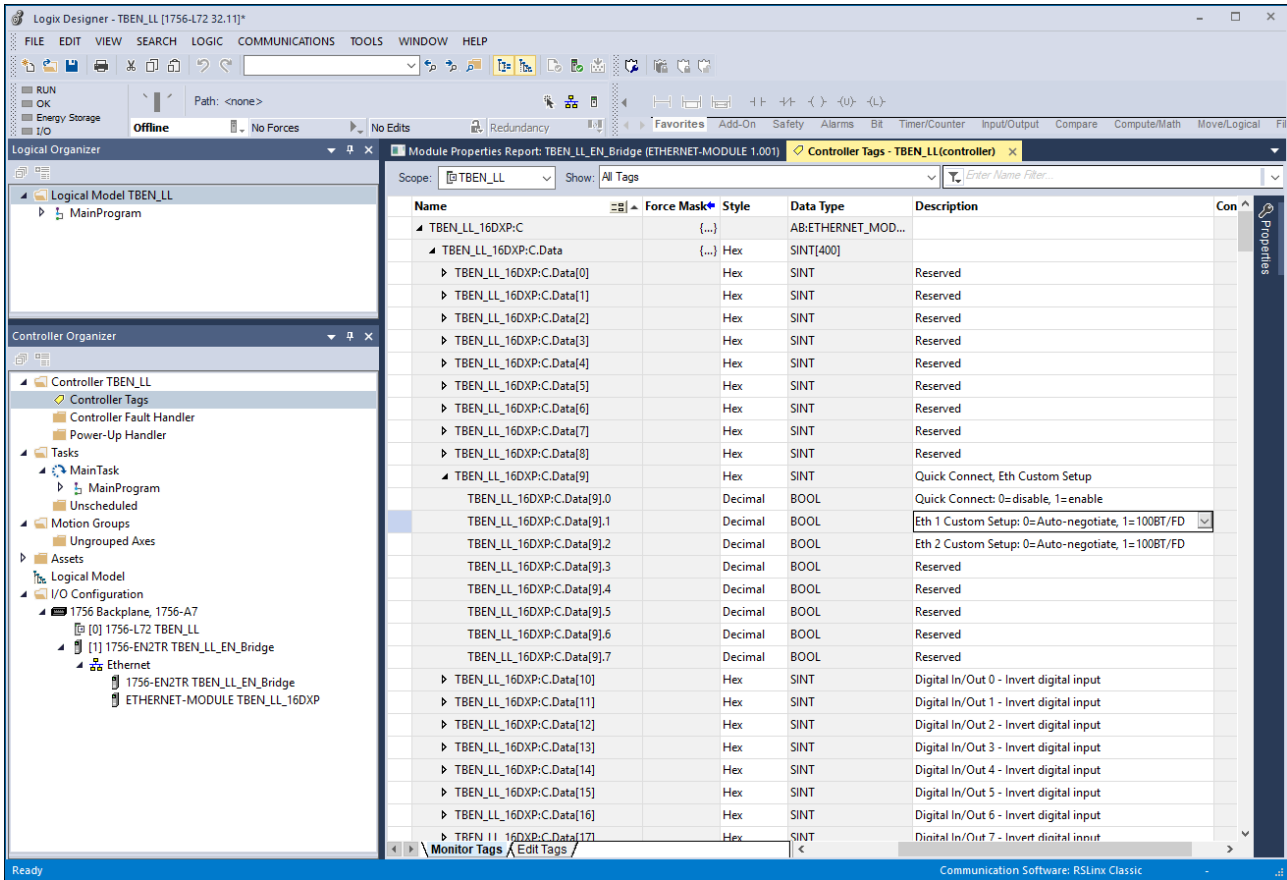 Logix Designer - TBEN_LL [1756-L72 32.11]*
FILE EDIT VIEW SEARCH LOGIC COMMUNICATIONS TOOLS WINDOW HELP
RUN
OK
Energy Storage
I/O
Path: <none>
Offline No Forces No Edits Redundancy
Favorites Add-On Safety Alarms Bit Timer/Counter Input/Output Compare Compute/Math Move/Logical Fil
Logical Organizer
Logical Model TBEN_LL
MainProgram
Controller Organizer
Controller TBEN_LL
Controller Tags
Controller Fault Handler
Power-Up Handler
Tasks
MainTask
MainProgram
Unscheduled
Motion Groups
Ungrouped Axes
Assets
Logical Model
I/O Configuration
1756 Backplane, 1756-A7
[0] 1756-L72 TBEN_LL
[1] 1756-EN2TR TBEN_LL_EN_Bridge
Ethernet
1756-EN2TR TBEN_LL_EN_Bridge
ETHERNET-MODULE TBEN_LL_16DXP
Module Properties Report: TBEN_LL_EN_Bridge (ETHERNET-MODULE 1.001) Controller Tags - TBEN_LL(controller)
Scope: TBEN_LL Show: All Tags Enter Name Filter...
Name Force Mask Style Data Type Description Con
TBEN_LL_16DXP:C {...} AB:ETHERNET_MOD...
TBEN_LL_16DXP:C.Data {...} Hex SINT[400]
TBEN_LL_16DXP:C.Data[0] Hex SINT Reserved
TBEN_LL_16DXP:C.Data[1] Hex SINT Reserved
TBEN_LL_16DXP:C.Data[2] Hex SINT Reserved
TBEN_LL_16DXP:C.Data[3] Hex SINT Reserved
TBEN_LL_16DXP:C.Data[4] Hex SINT Reserved
TBEN_LL_16DXP:C.Data[5] Hex SINT Reserved
TBEN_LL_16DXP:C.Data[6] Hex SINT Reserved
TBEN_LL_16DXP:C.Data[7] Hex SINT Reserved
TBEN_LL_16DXP:C.Data[8] Hex SINT Reserved
TBEN_LL_16DXP:C.Data[9] Hex SINT Quick Connect, Eth Custom Setup
TBEN_LL_16DXP:C.Data[9].0 Decimal BOOL Quick Connect: 0=disable, 1=enable
TBEN_LL_16DXP:C.Data[9].1 Decimal BOOL Eth 1 Custom Setup: 0=Auto-negotiate, 1=100BT/FD
TBEN_LL_16DXP:C.Data[9].2 Decimal BOOL Eth 2 Custom Setup: 0=Auto-negotiate, 1=100BT/FD
TBEN_LL_16DXP:C.Data[9].3 Decimal BOOL Reserved
TBEN_LL_16DXP:C.Data[9].4 Decimal BOOL Reserved
TBEN_LL_16DXP:C.Data[9].5 Decimal BOOL Reserved
TBEN_LL_16DXP:C.Data[9].6 Decimal BOOL Reserved
TBEN_LL_16DXP:C.Data[9].7 Decimal BOOL Reserved
TBEN_LL_16DXP:C.Data[10] Hex SINT Digital In/Out 0 - Invert digital input
TBEN_LL_16DXP:C.Data[11] Hex SINT Digital In/Out 1 - Invert digital input
TBEN_LL_16DXP:C.Data[12] Hex SINT Digital In/Out 2 - Invert digital input
TBEN_LL_16DXP:C.Data[13] Hex SINT Digital In/Out 3 - Invert digital input
TBEN_LL_16DXP:C.Data[14] Hex SINT Digital In/Out 4 - Invert digital input
TBEN_LL_16DXP:C.Data[15] Hex SINT Digital In/Out 5 - Invert digital input
TBEN_LL_16DXP:C.Data[16] Hex SINT Digital In/Out 6 - Invert digital input
TBEN_LL_16DXP:C.Data[17] Hex SINT Digital In/Out 7 - Invert digital input
Monitor Tags Edit Tags
Properties
Ready Communication Software: RSLinx Classic -